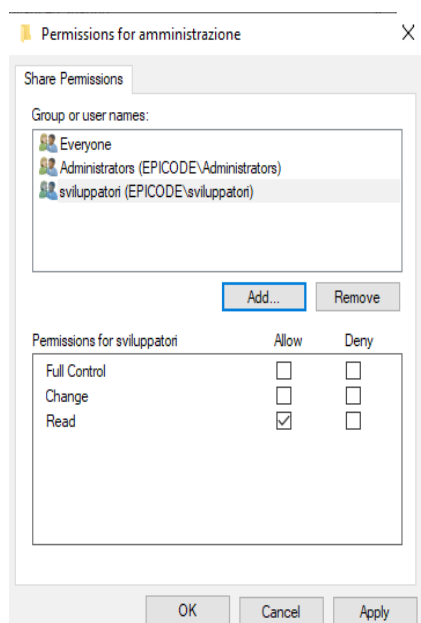 Permissions for amministrazione
Share Permissions
Group or user names:
Everyone
Administrators (EPICODE\Administrators)
sviluppatori (EPICODE\sviluppatori)
Add... Remove
Permissions for sviluppatori Allow Deny
Full Control
Change
Read
OK Cancel Apply